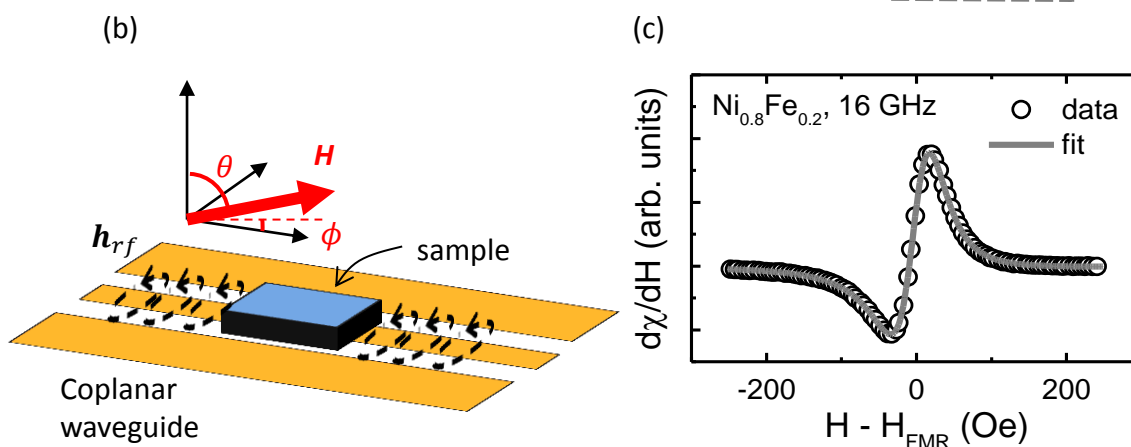 (b)
(c)
θ
H
ϕ
h_rf
sample
Coplanar
waveguide
dχ/dH (arb. units)
Ni0.8Fe0.2, 16 GHz
data
fit
-200 0 200
H - HFMR (Oe)